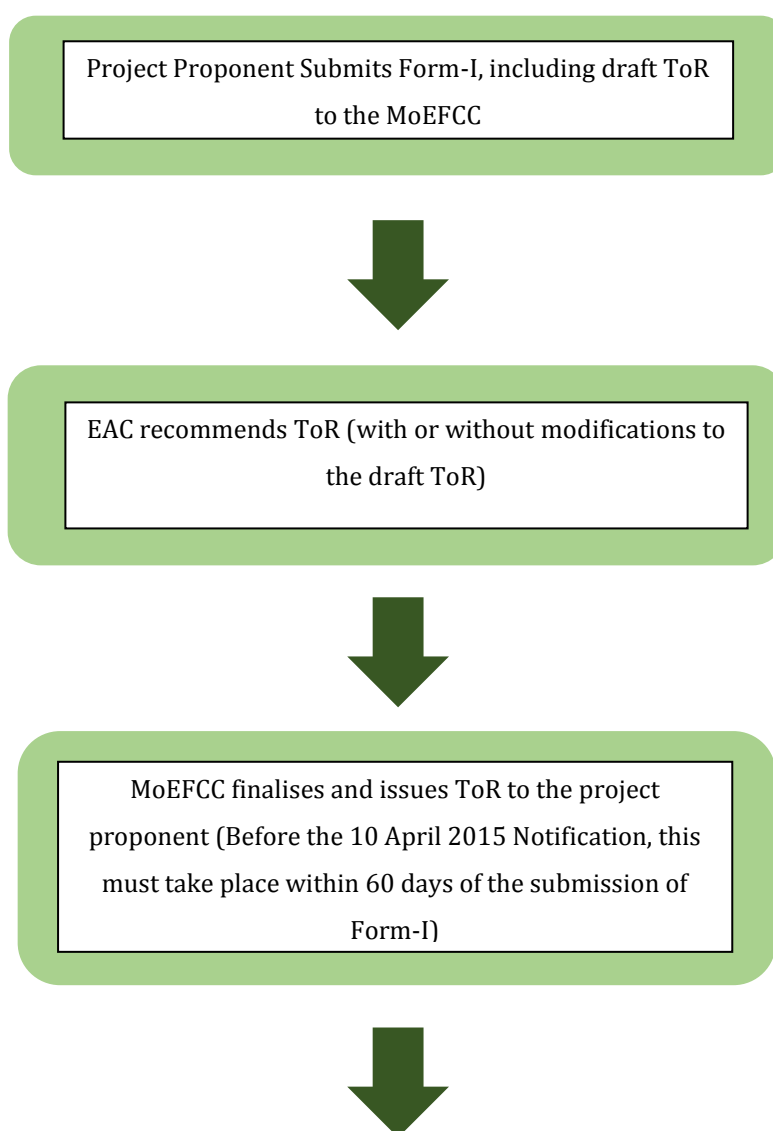 Project Proponent Submits Form-I, including draft ToR
to the MoEFCC
EAC recommends ToR (with or without modifications to
the draft ToR)
MoEFCC finalises and issues ToR to the project
proponent (Before the 10 April 2015 Notification, this
must take place within 60 days of the submission of
Form-I)